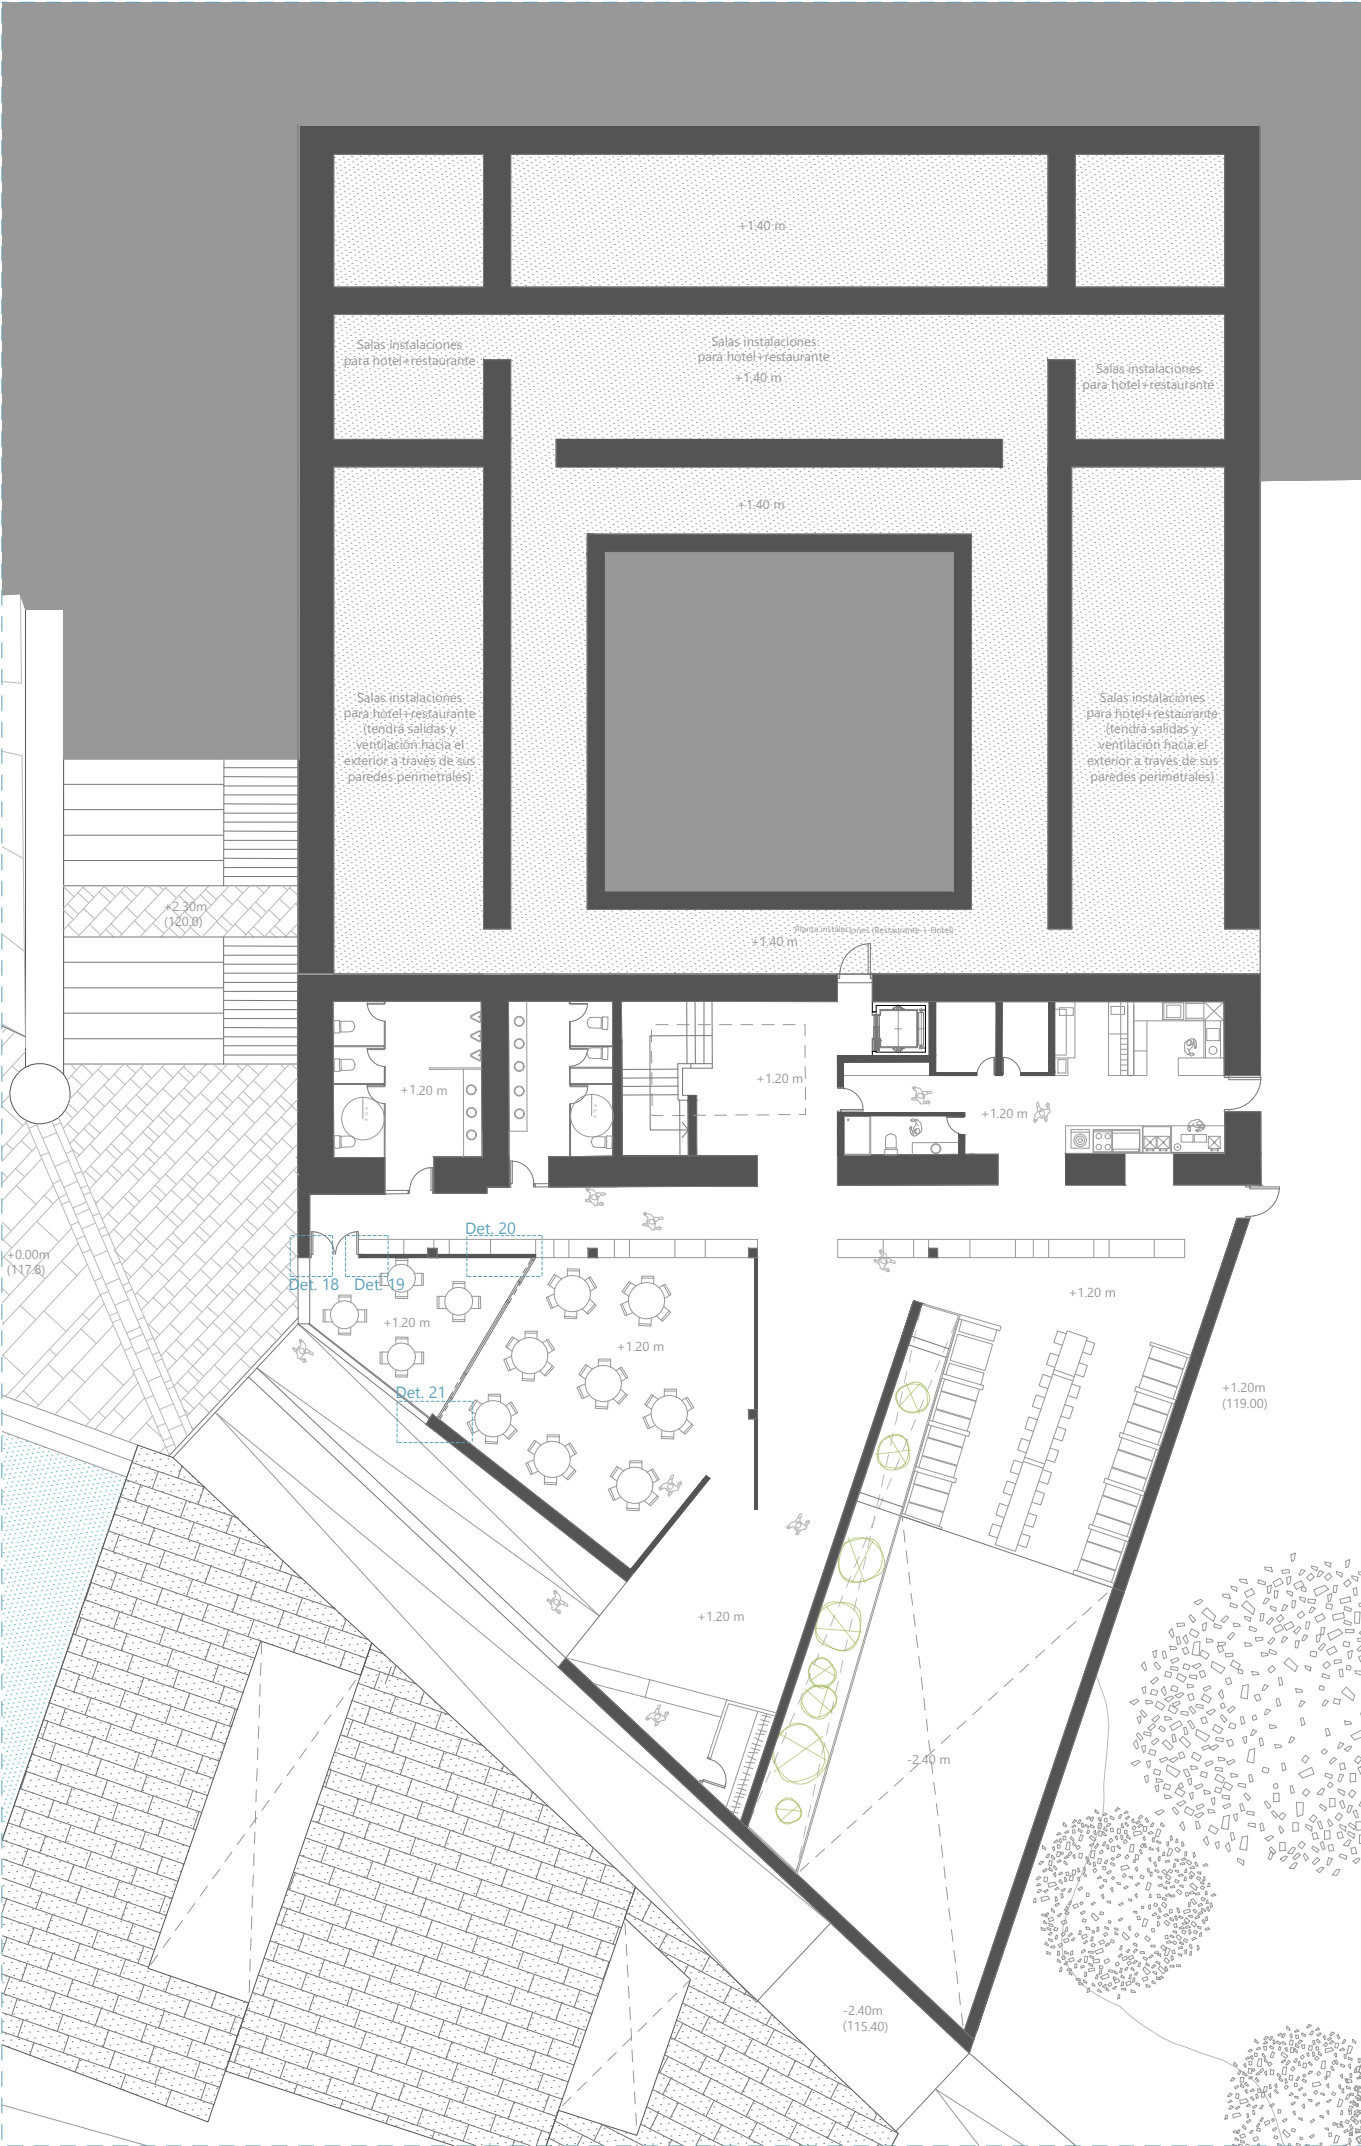 +1.40 m
Salas instalaciones
para hotel+restaurante
Salas instalaciones
para hotel+restaurante
+1.40 m
Salas instalaciones
para hotel+restaurante
+1.40 m
Salas instalaciones
para hotel+restaurante
(tendrá salidas y
ventilación hacia el
exterior a través de sus
paredes perimetrales)
Salas instalaciones
para hotel+restaurante
(tendrá salidas y
ventilación hacia el
exterior a través de sus
paredes perimetrales)
+2.30m
(120.0)
Planta instalaciones (Restaurante + Hotel)
+1.40 m
+1.20 m
+1.20 m
+1.20 m
Det. 20
+0.00m
(117.8)
Det. 18
Det. 19
+1.20 m
+1.20 m
+1.20 m
Det. 21
+1.20m
(119.00)
+1.20 m
-2.40 m
-2.40m
(115.40)